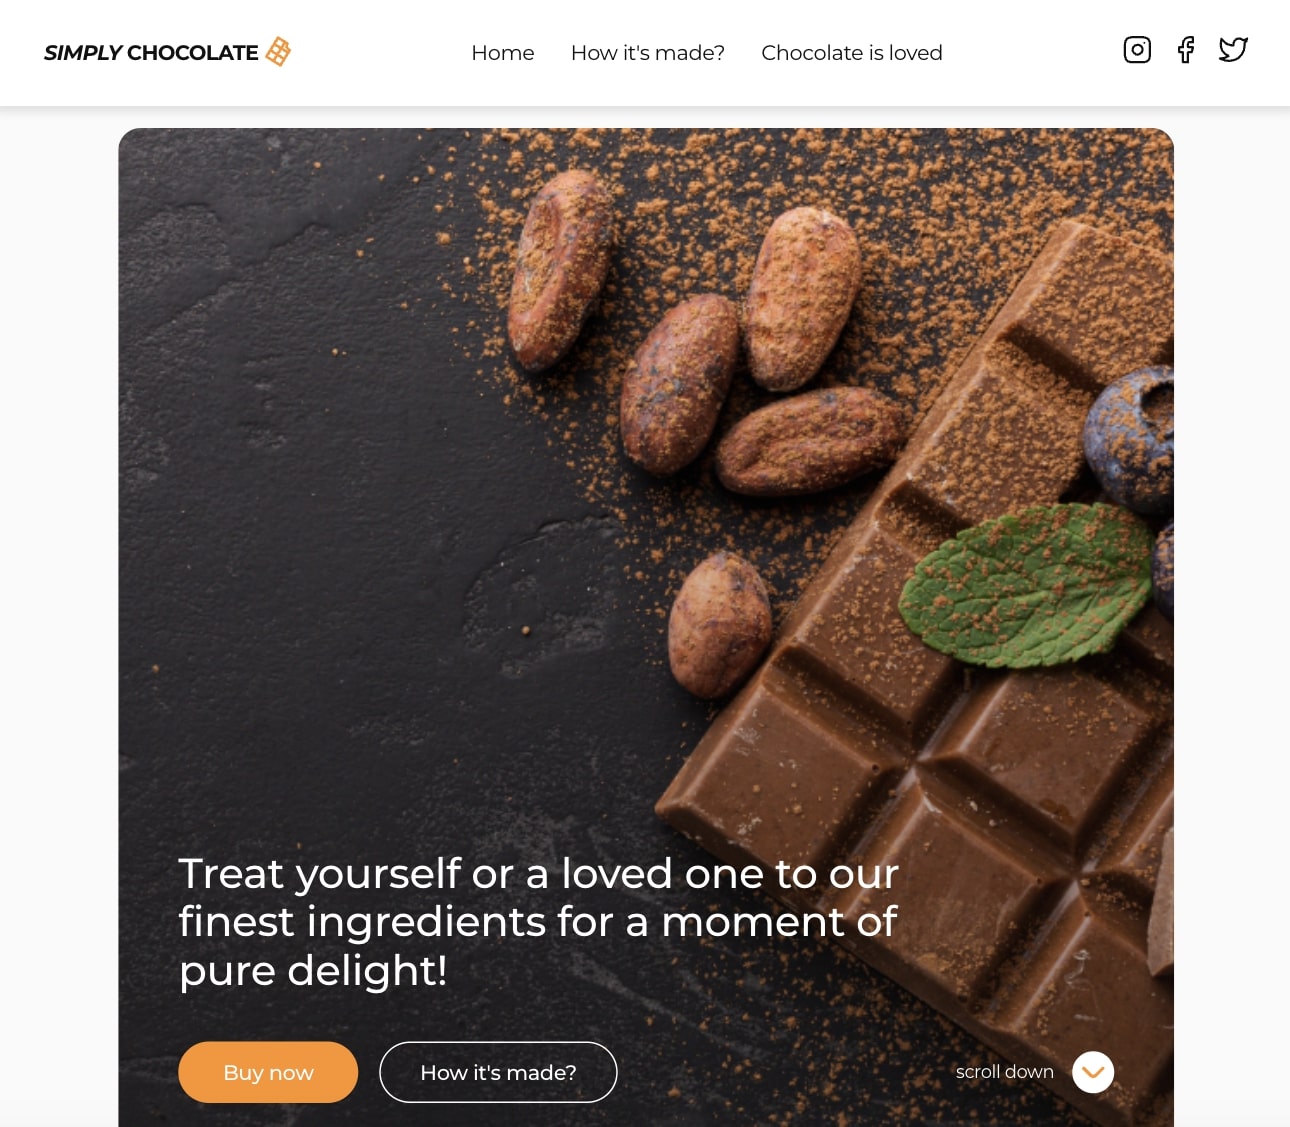 SIMPLY CHOCOLATE
Home
How it's made?
Chocolate is loved
Treat yourself or a loved one to our
finest ingredients for a moment of
pure delight!
Buy now
How it's made?
scroll down